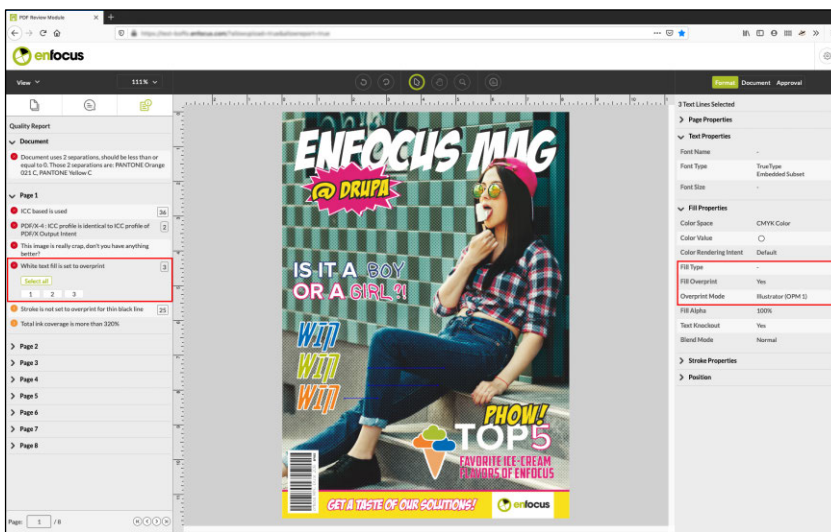 PDF Review Module
enfocus
View
111%
Format Document Approval
Quality Report
Document
Document uses 2 separations, should be less than or
equal to 0. Those 2 separations are: PANTONE Orange
021 C, PANTONE Yellow C
Page 1
ICC based is used
36
PDF/X-4 : ICC profile is identical to ICC profile of
PDF/X Output Intent
2
This image is really crap, don't you have anything
better?
White text fill is set to overprint
3
Select all
1 2 3
Stroke is not set to overprint for thin black line
25
Total ink coverage is more than 320%
Page 2
Page 3
Page 4
Page 5
Page 6
Page 7
Page 8
Page: 1 / 8
ENFOCUS MAG
@ DRUPA
IS IT A BOY
OR A GIRL?!
WIN
WIN
WIN
PHOW!
TOP5
FAVORITE ICE-CREAM
FLAVORS OF ENFOCUS
GET A TASTE OF OUR SOLUTIONS!
enfocus
3 Text Lines Selected
Page Properties
Text Properties
Font Name -
Font Type TrueType
Embedded Subset
Font Size -
Fill Properties
Color Space CMYK Color
Color Value
Color Rendering Intent Default
Fill Type -
Fill Overprint Yes
Overprint Mode Illustrator (OPM 1)
Fill Alpha 100%
Text Knockout Yes
Blend Mode Normal
Stroke Properties
Position